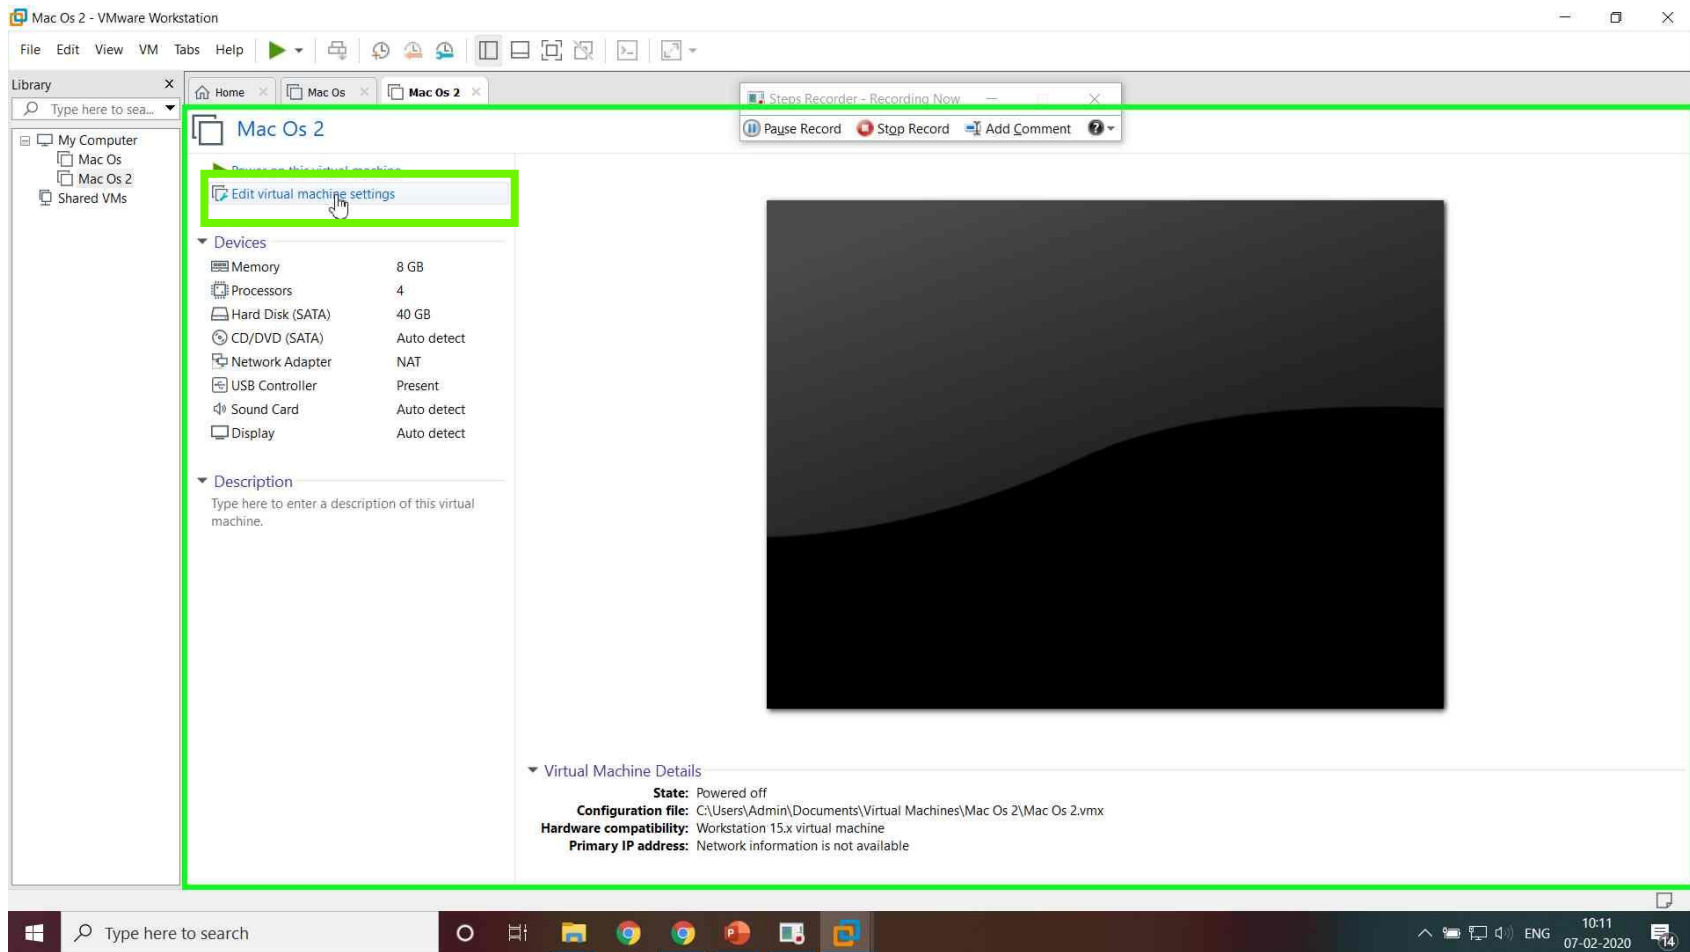 Mac Os 2 - VMware Workstation
File Edit View VM Tabs Help
Library
Type here to sea...
My Computer
Mac Os
Mac Os 2
Shared VMs
Home
Mac Os
Mac Os 2
Steps Recorder - Recording Now
Pause Record Stop Record Add Comment
Mac Os 2
Power on this virtual machine
Edit virtual machine settings
Devices
Memory 8 GB
Processors 4
Hard Disk (SATA) 40 GB
CD/DVD (SATA) Auto detect
Network Adapter NAT
USB Controller Present
Sound Card Auto detect
Display Auto detect
Description
Type here to enter a description of this virtual
machine.
Virtual Machine Details
State: Powered off
Configuration file: C:\Users\Admin\Documents\Virtual Machines\Mac Os 2\Mac Os 2.vmx
Hardware compatibility: Workstation 15.x virtual machine
Primary IP address: Network information is not available
Type here to search
ENG
10:11
07-02-2020
14